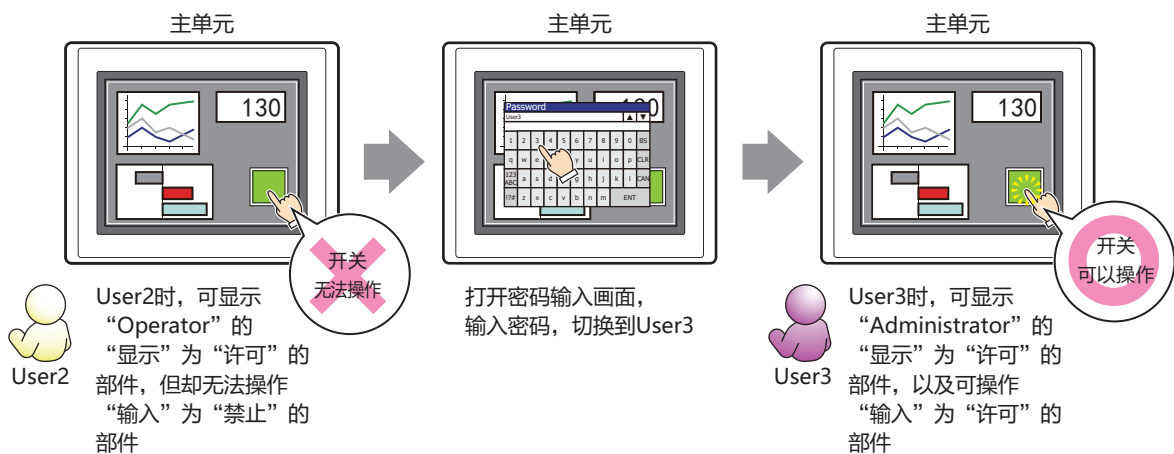 主单元
130
开关
无法操作
User2
User2时，可显示
“Operator”的
“显示”为“许可”的
部件，但却无法操作
“输入”为“禁止”的
部件
主单元
Password
User3
▲ ▼
1 2 3 4 5 6 7 8 9 0 BS
q w e y u i o p CLR
123 ABC a s d g h j k l CAN
!?# z x c v b n m ENT
打开密码输入画面，
输入密码，切换到User3
主单元
130
开关
可以操作
User3
User3时，可显示
“Administrator”的
“显示”为“许可”的
部件，以及可操作
“输入”为“许可”的
部件